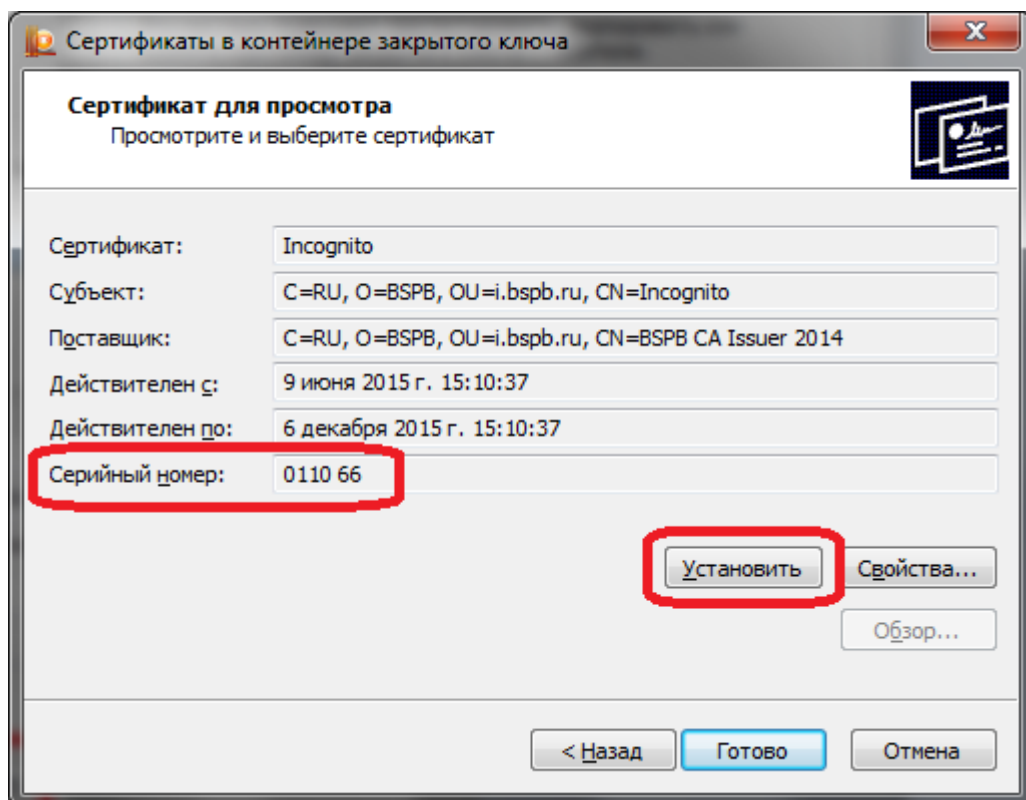 Сертификаты в контейнере закрытого ключа
Сертификат для просмотра
Просмотрите и выберите сертификат
Сертификат: Incognito
Субъект: C=RU, O=BSPB, OU=i.bspb.ru, CN=Incognito
Поставщик: C=RU, O=BSPB, OU=i.bspb.ru, CN=BSPB CA Issuer 2014
Действителен с: 9 июня 2015 г. 15:10:37
Действителен по: 6 декабря 2015 г. 15:10:37
Серийный номер: 0110 66
Установить Свойства...
Обзор...
< Назад Готово Отмена